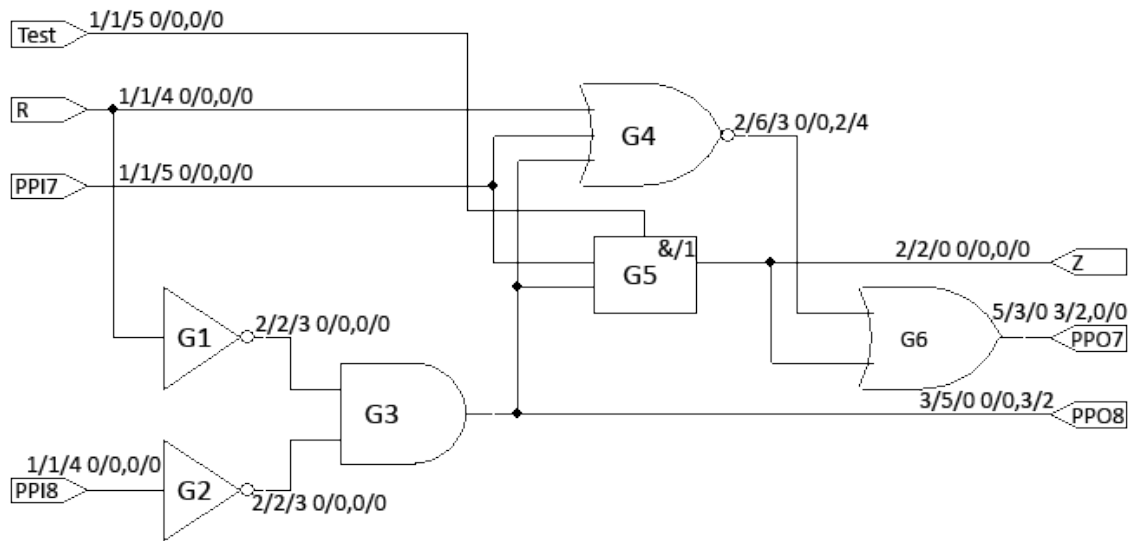 Test
1/1/5 0/0,0/0
R
1/1/4 0/0,0/0
G4
2/6/3 0/0,2/4
PPI7
1/1/5 0/0,0/0
&/1
G5
2/2/0 0/0,0/0
Z
G1
2/2/3 0/0,0/0
G6
5/3/0 3/2,0/0
PPO7
G3
3/5/0 0/0,3/2
PPO8
1/1/4 0/0,0/0
PPI8
G2
2/2/3 0/0,0/0